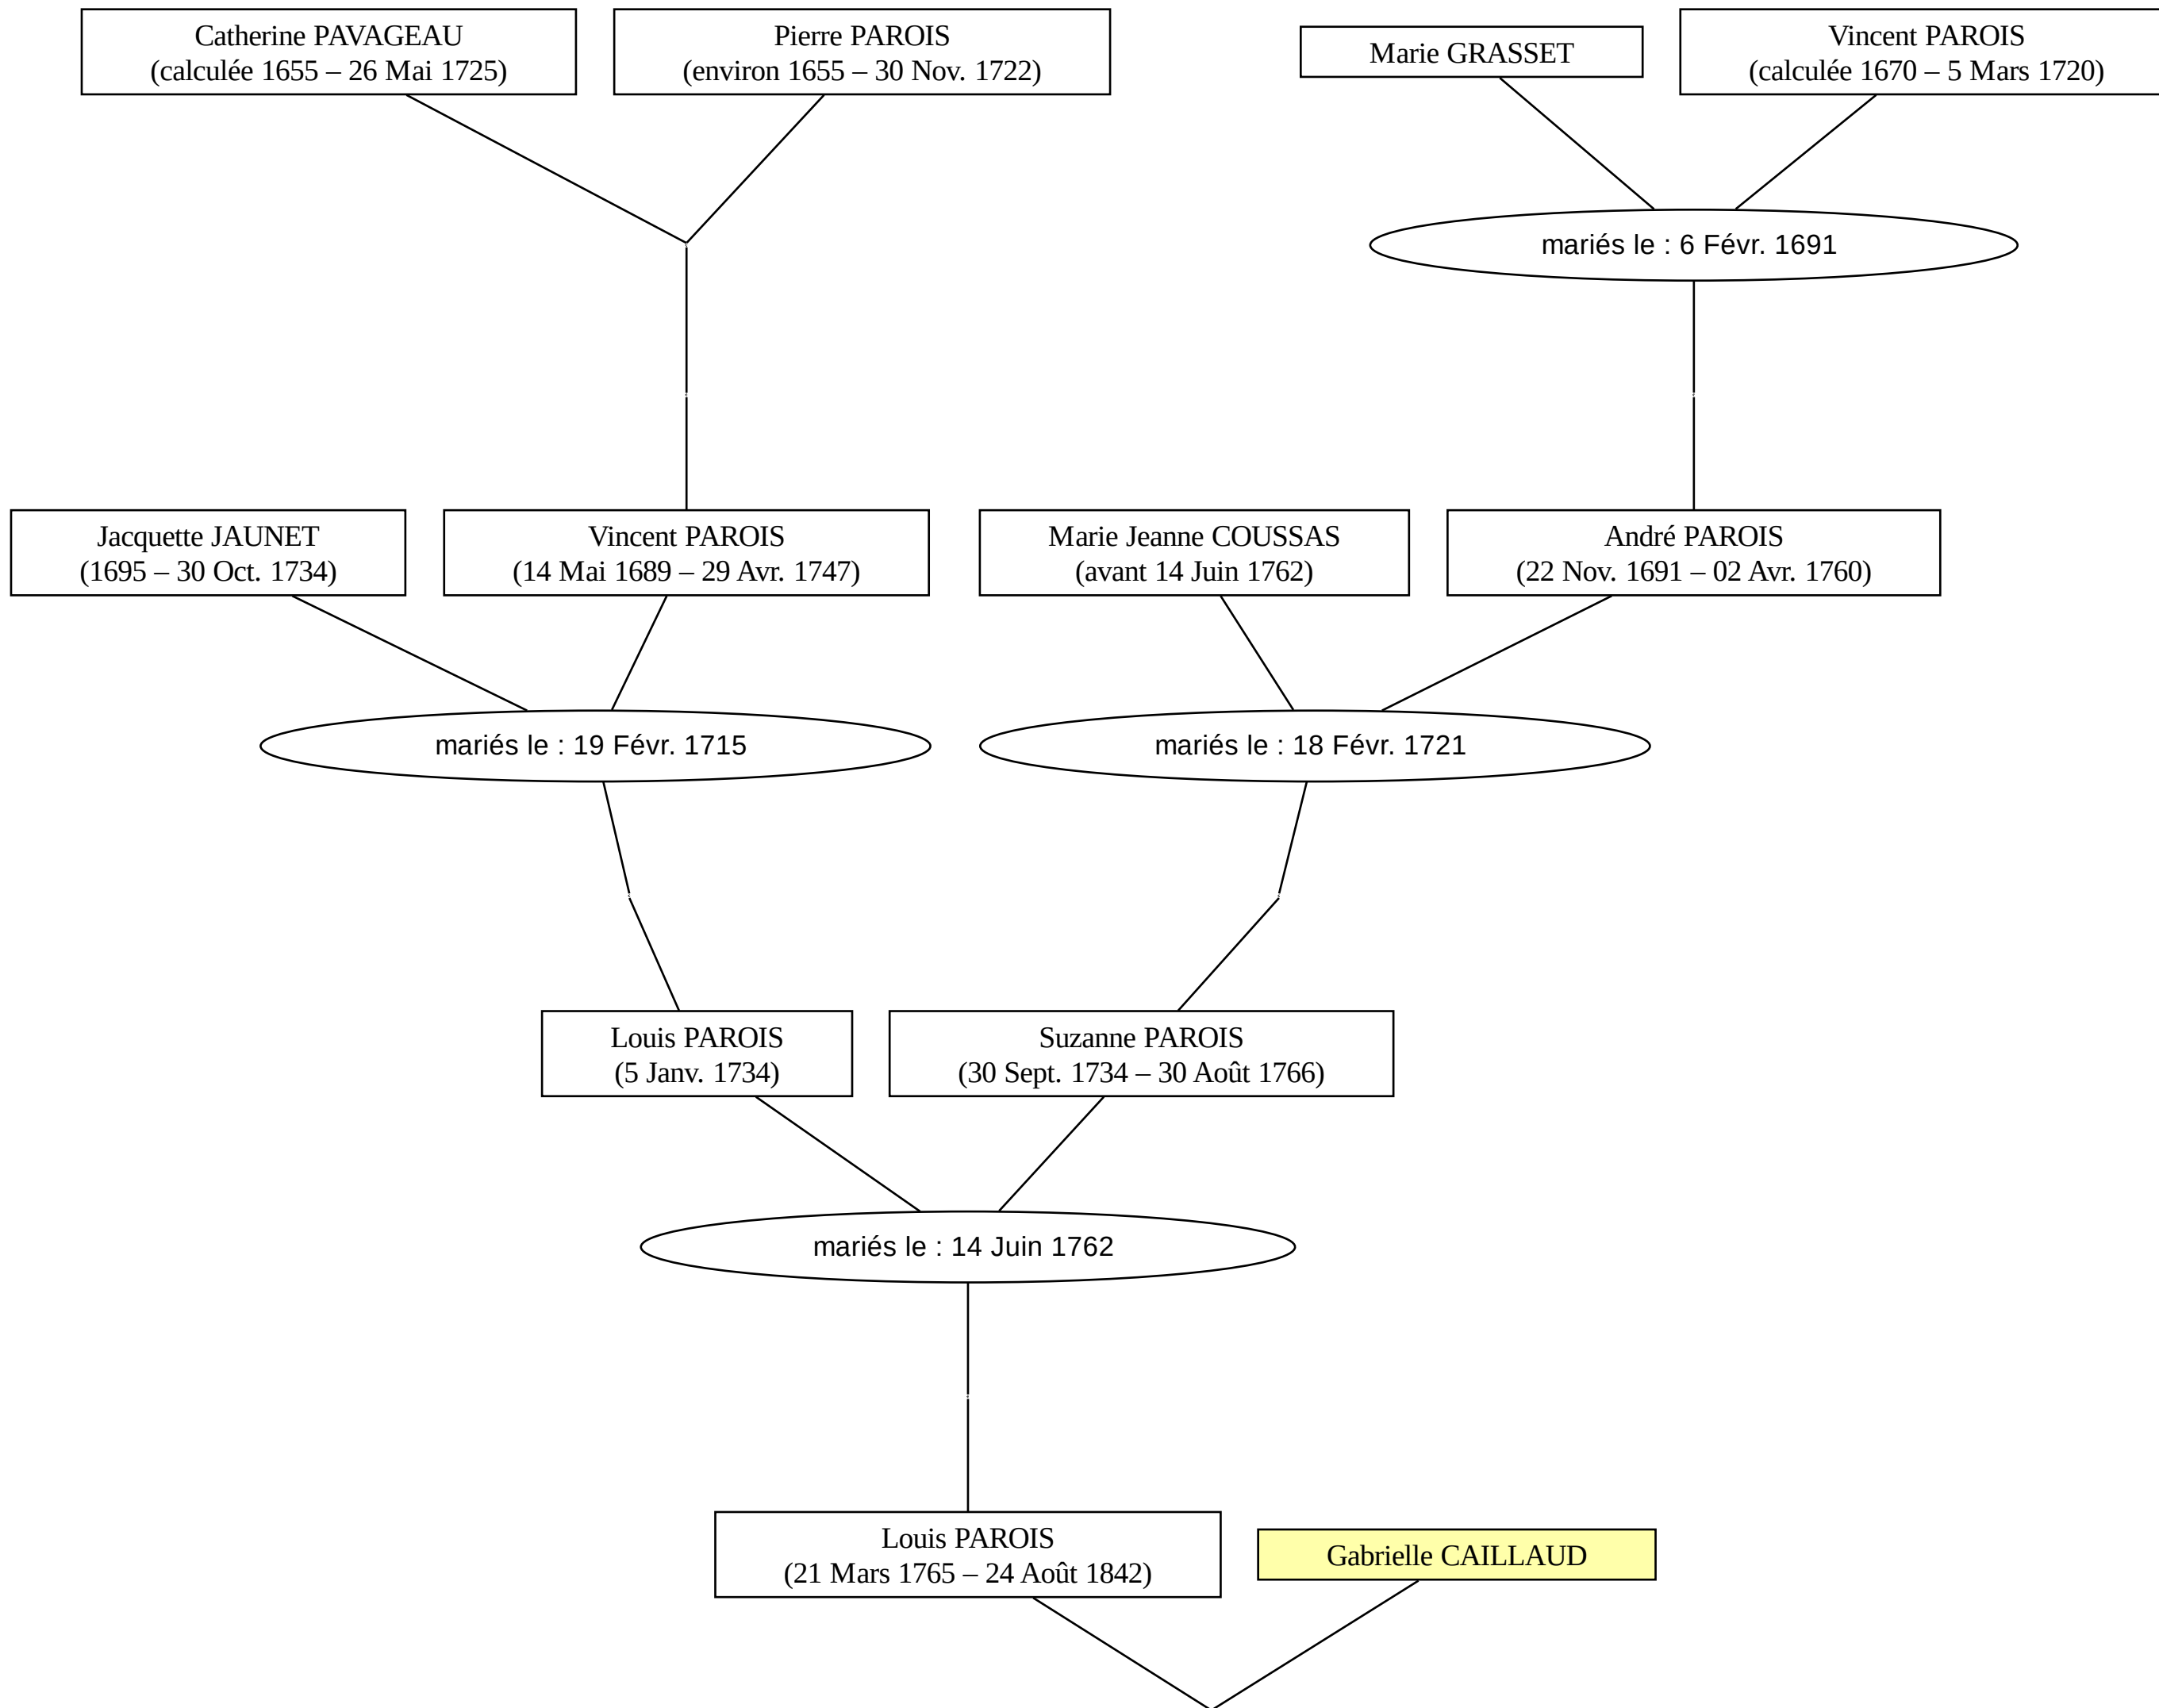 Catherine PAVAGEAU
(calculée 1655 – 26 Mai 1725)
Pierre PAROIS
(environ 1655 – 30 Nov. 1722)
Marie GRASSET
Vincent PAROIS
(calculée 1670 – 5 Mars 1720)
mariés le : 6 Févr. 1691
Jacquette JAUNET
(1695 – 30 Oct. 1734)
Vincent PAROIS
(14 Mai 1689 – 29 Avr. 1747)
Marie Jeanne COUSSAS
(avant 14 Juin 1762)
André PAROIS
(22 Nov. 1691 – 02 Avr. 1760)
mariés le : 19 Févr. 1715
mariés le : 18 Févr. 1721
Louis PAROIS
(5 Janv. 1734)
Suzanne PAROIS
(30 Sept. 1734 – 30 Août 1766)
mariés le : 14 Juin 1762
Louis PAROIS
(21 Mars 1765 – 24 Août 1842)
Gabrielle CAILLAUD